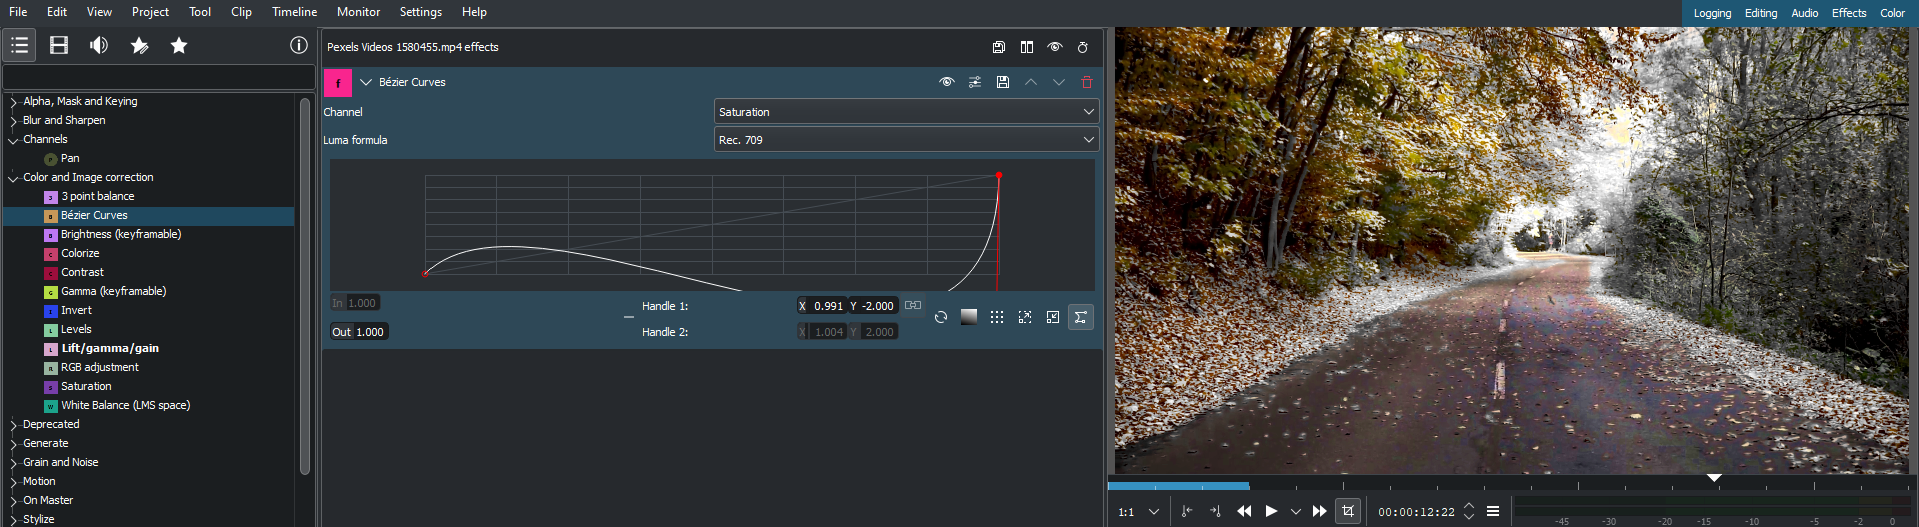 File Edit View Project Tool Clip Timeline Monitor Settings Help
Logging Editing Audio Effects Color
Pexels Videos 1580455.mp4 effects
Alpha, Mask and Keying
Blur and Sharpen
Channels
P Pan
Color and Image correction
3 3 point balance
B Bézier Curves
B Brightness (keyframable)
C Colorize
C Contrast
G Gamma (keyframable)
I Invert
L Levels
L Lift/gamma/gain
R RGB adjustment
S Saturation
W White Balance (LMS space)
Deprecated
Generate
Grain and Noise
Motion
On Master
Stylize
f Bézier Curves
Channel Saturation
Luma formula Rec. 709
In 1.000 Handle 1: X 0.991 Y -2.000
Out 1.000 Handle 2: X 1.004 Y 2.000
1:1 00:00:12:22
-45 -30 -20 -15 -10 -5 -2 0